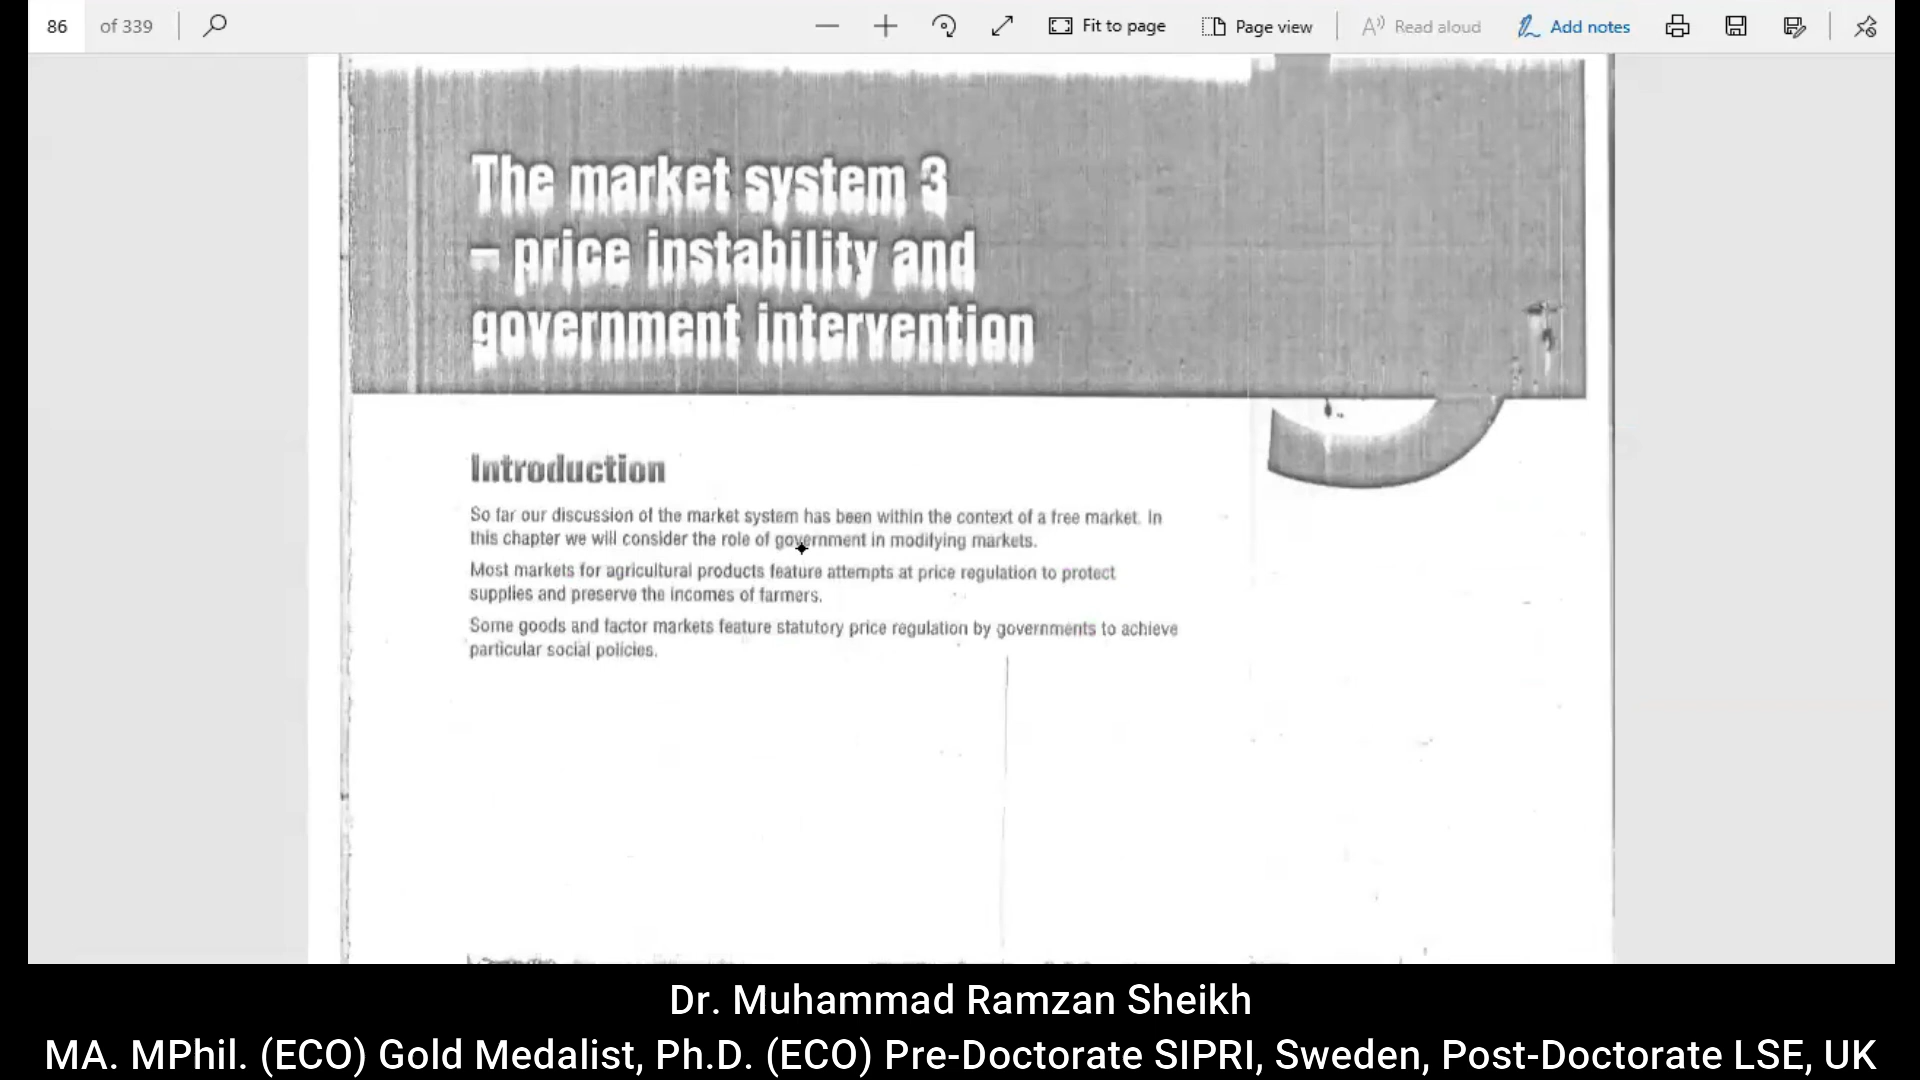 86 of 339 Fit to page Page view Read aloud Add notes
The market system 3
– price instability and
government intervention
Introduction
So far our discussion of the market system has been within the context of a free market. In
this chapter we will consider the role of government in modifying markets.
Most markets for agricultural products feature attempts at price regulation to protect
supplies and preserve the incomes of farmers.
Some goods and factor markets feature statutory price regulation by governments to achieve
particular social policies.
Dr. Muhammad Ramzan Sheikh
MA. MPhil. (ECO) Gold Medalist, Ph.D. (ECO) Pre-Doctorate SIPRI, Sweden, Post-Doctorate LSE, UK